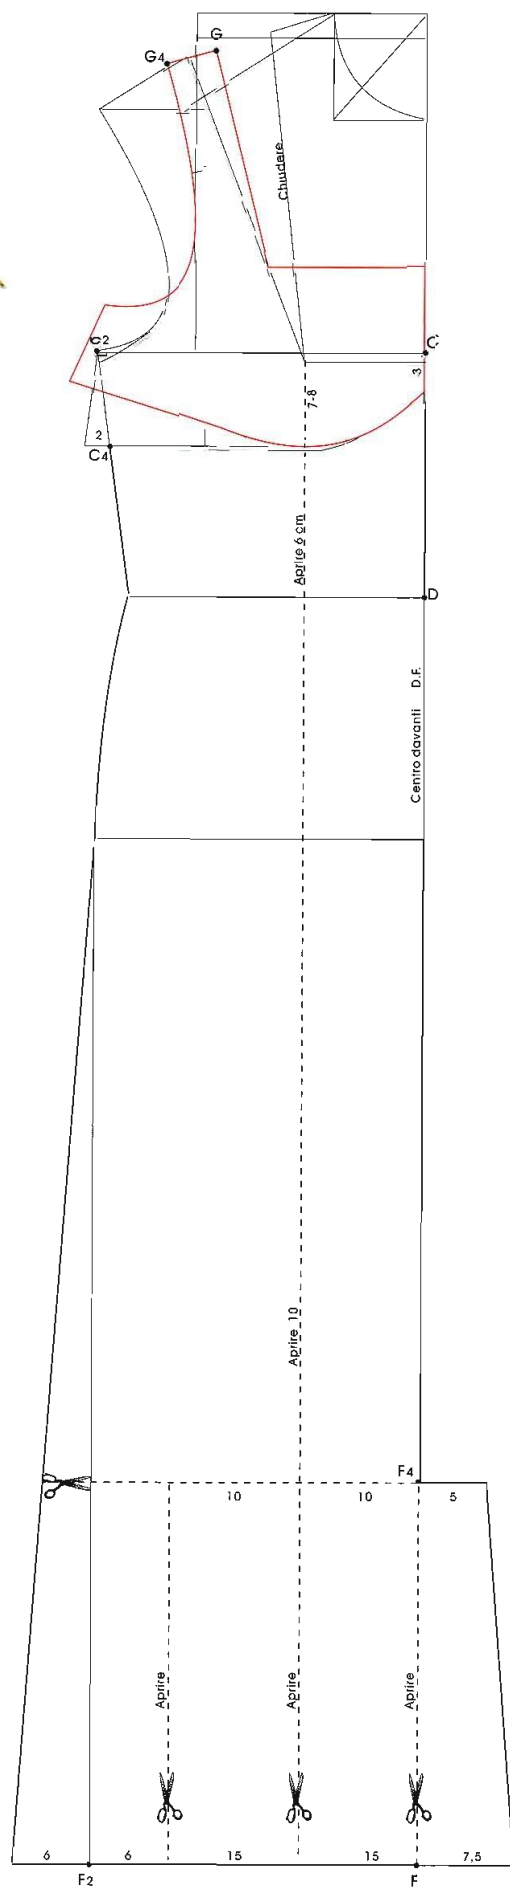 G
G4
Chiudere
C2
C
3
7-8
2
C4
Aprire 6 cm
D
Centro davanti D.F.
Aprire 10
F4
10
10
5
Aprire
Aprire
Aprire
6
6
15
15
7,5
F2
F